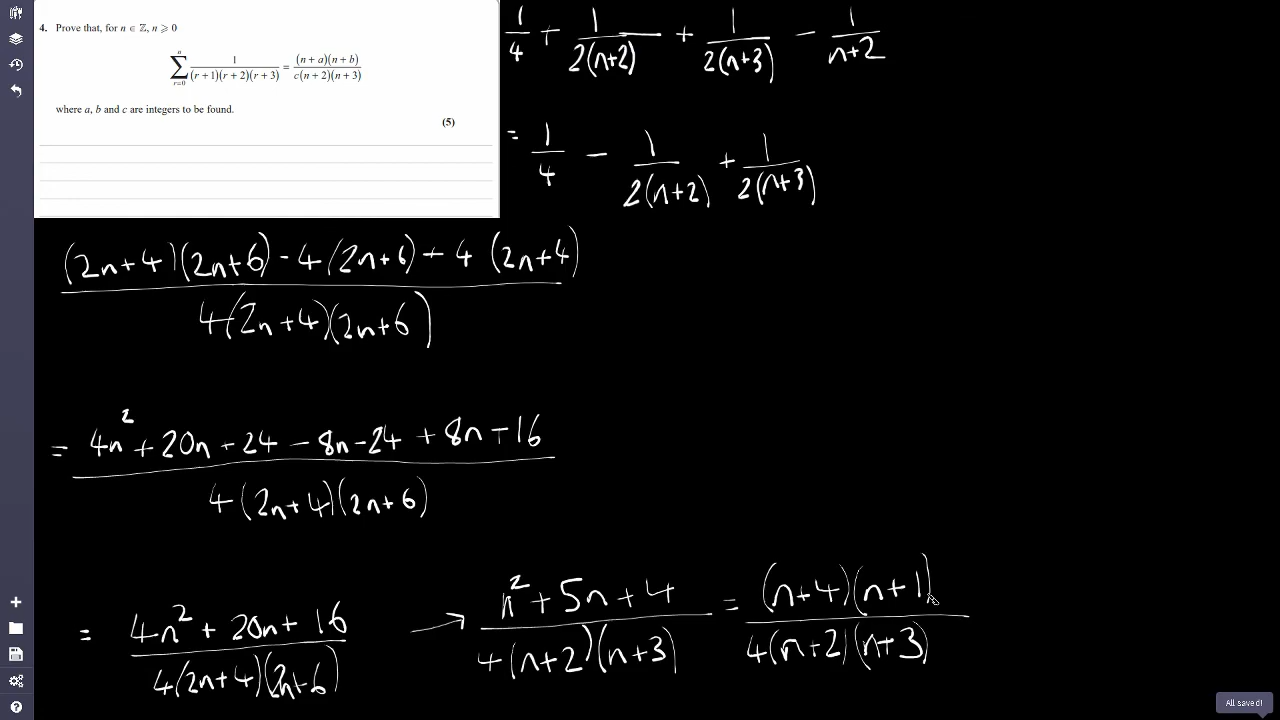 4. Prove that, for n ∈ ℤ, n ⩾ 0
∑_{r=0}^{n} 1/((r + 1)(r + 2)(r + 3)) = (n + a)(n + b)/(c(n + 2)(n + 3))
where a, b and c are integers to be found.
(5)
1/4 + 1/(2(n+2)) + 1/(2(n+3)) - 1/(n+2)
= 1/4 - 1/(2(n+2)) + 1/(2(n+3))
((2n+4)(2n+6) - 4(2n+6) + 4(2n+4))/(4(2n+4)(2n+6))
= (4n² + 20n + 24 - 8n - 24 + 8n + 16)/(4(2n+4)(2n+6))
= (4n² + 20n + 16)/(4(2n+4)(2n+6)) → (n² + 5n + 4)/(4(n+2)(n+3)) = (n+4)(n+1)/(4(n+2)(n+3))
All saved!